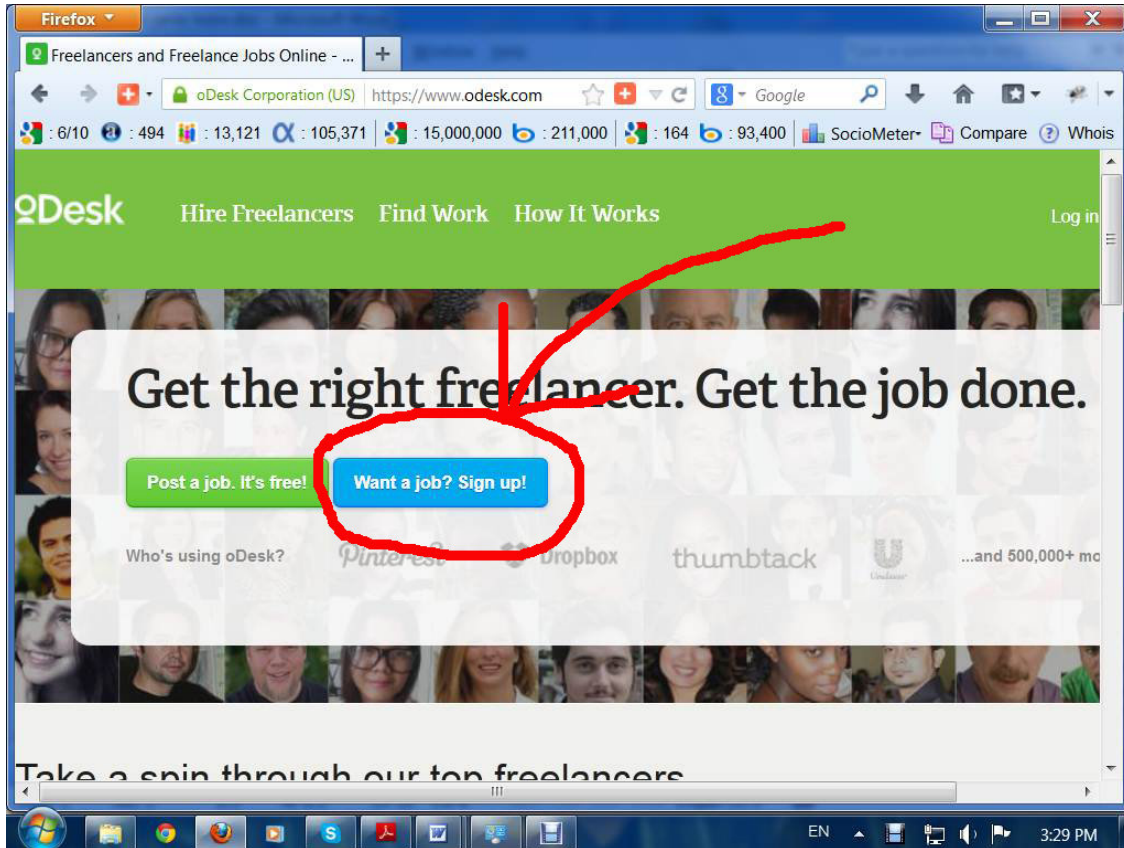 Firefox
Freelancers and Freelance Jobs Online - ...
oDesk Corporation (US) https://www.odesk.com Google
: 6/10 : 494 : 13,121 : 105,371 : 15,000,000 : 211,000 : 164 : 93,400 SocioMeter Compare Whois
oDesk Hire Freelancers Find Work How It Works Log in
Get the right freelancer. Get the job done.
Post a job. It's free! Want a job? Sign up!
Who's using oDesk? Pinterest Dropbox thumbtack Unilever ...and 500,000+ mo
Take a spin through our top freelancers
EN 3:29 PM